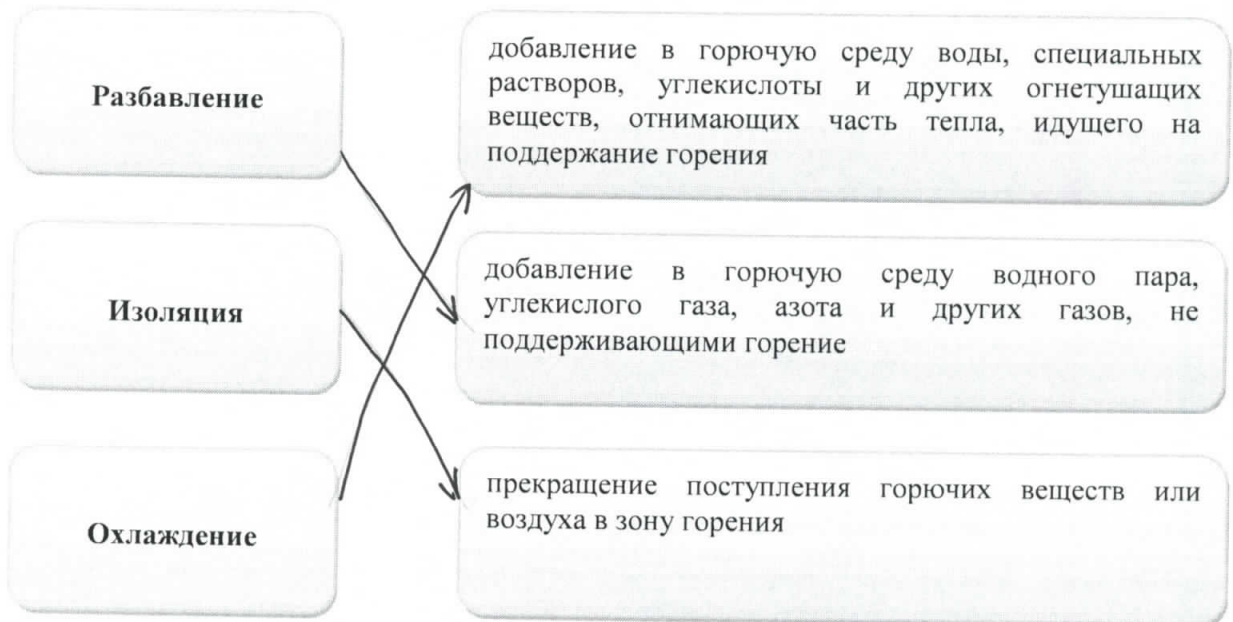 Разбавление
добавление в горючую среду воды, специальных
растворов, углекислоты и других огнетушащих
веществ, отнимающих часть тепла, идущего на
поддержание горения
Изоляция
добавление в горючую среду водного пара,
углекислого газа, азота и других газов, не
поддерживающими горение
Охлаждение
прекращение поступления горючих веществ или
воздуха в зону горения